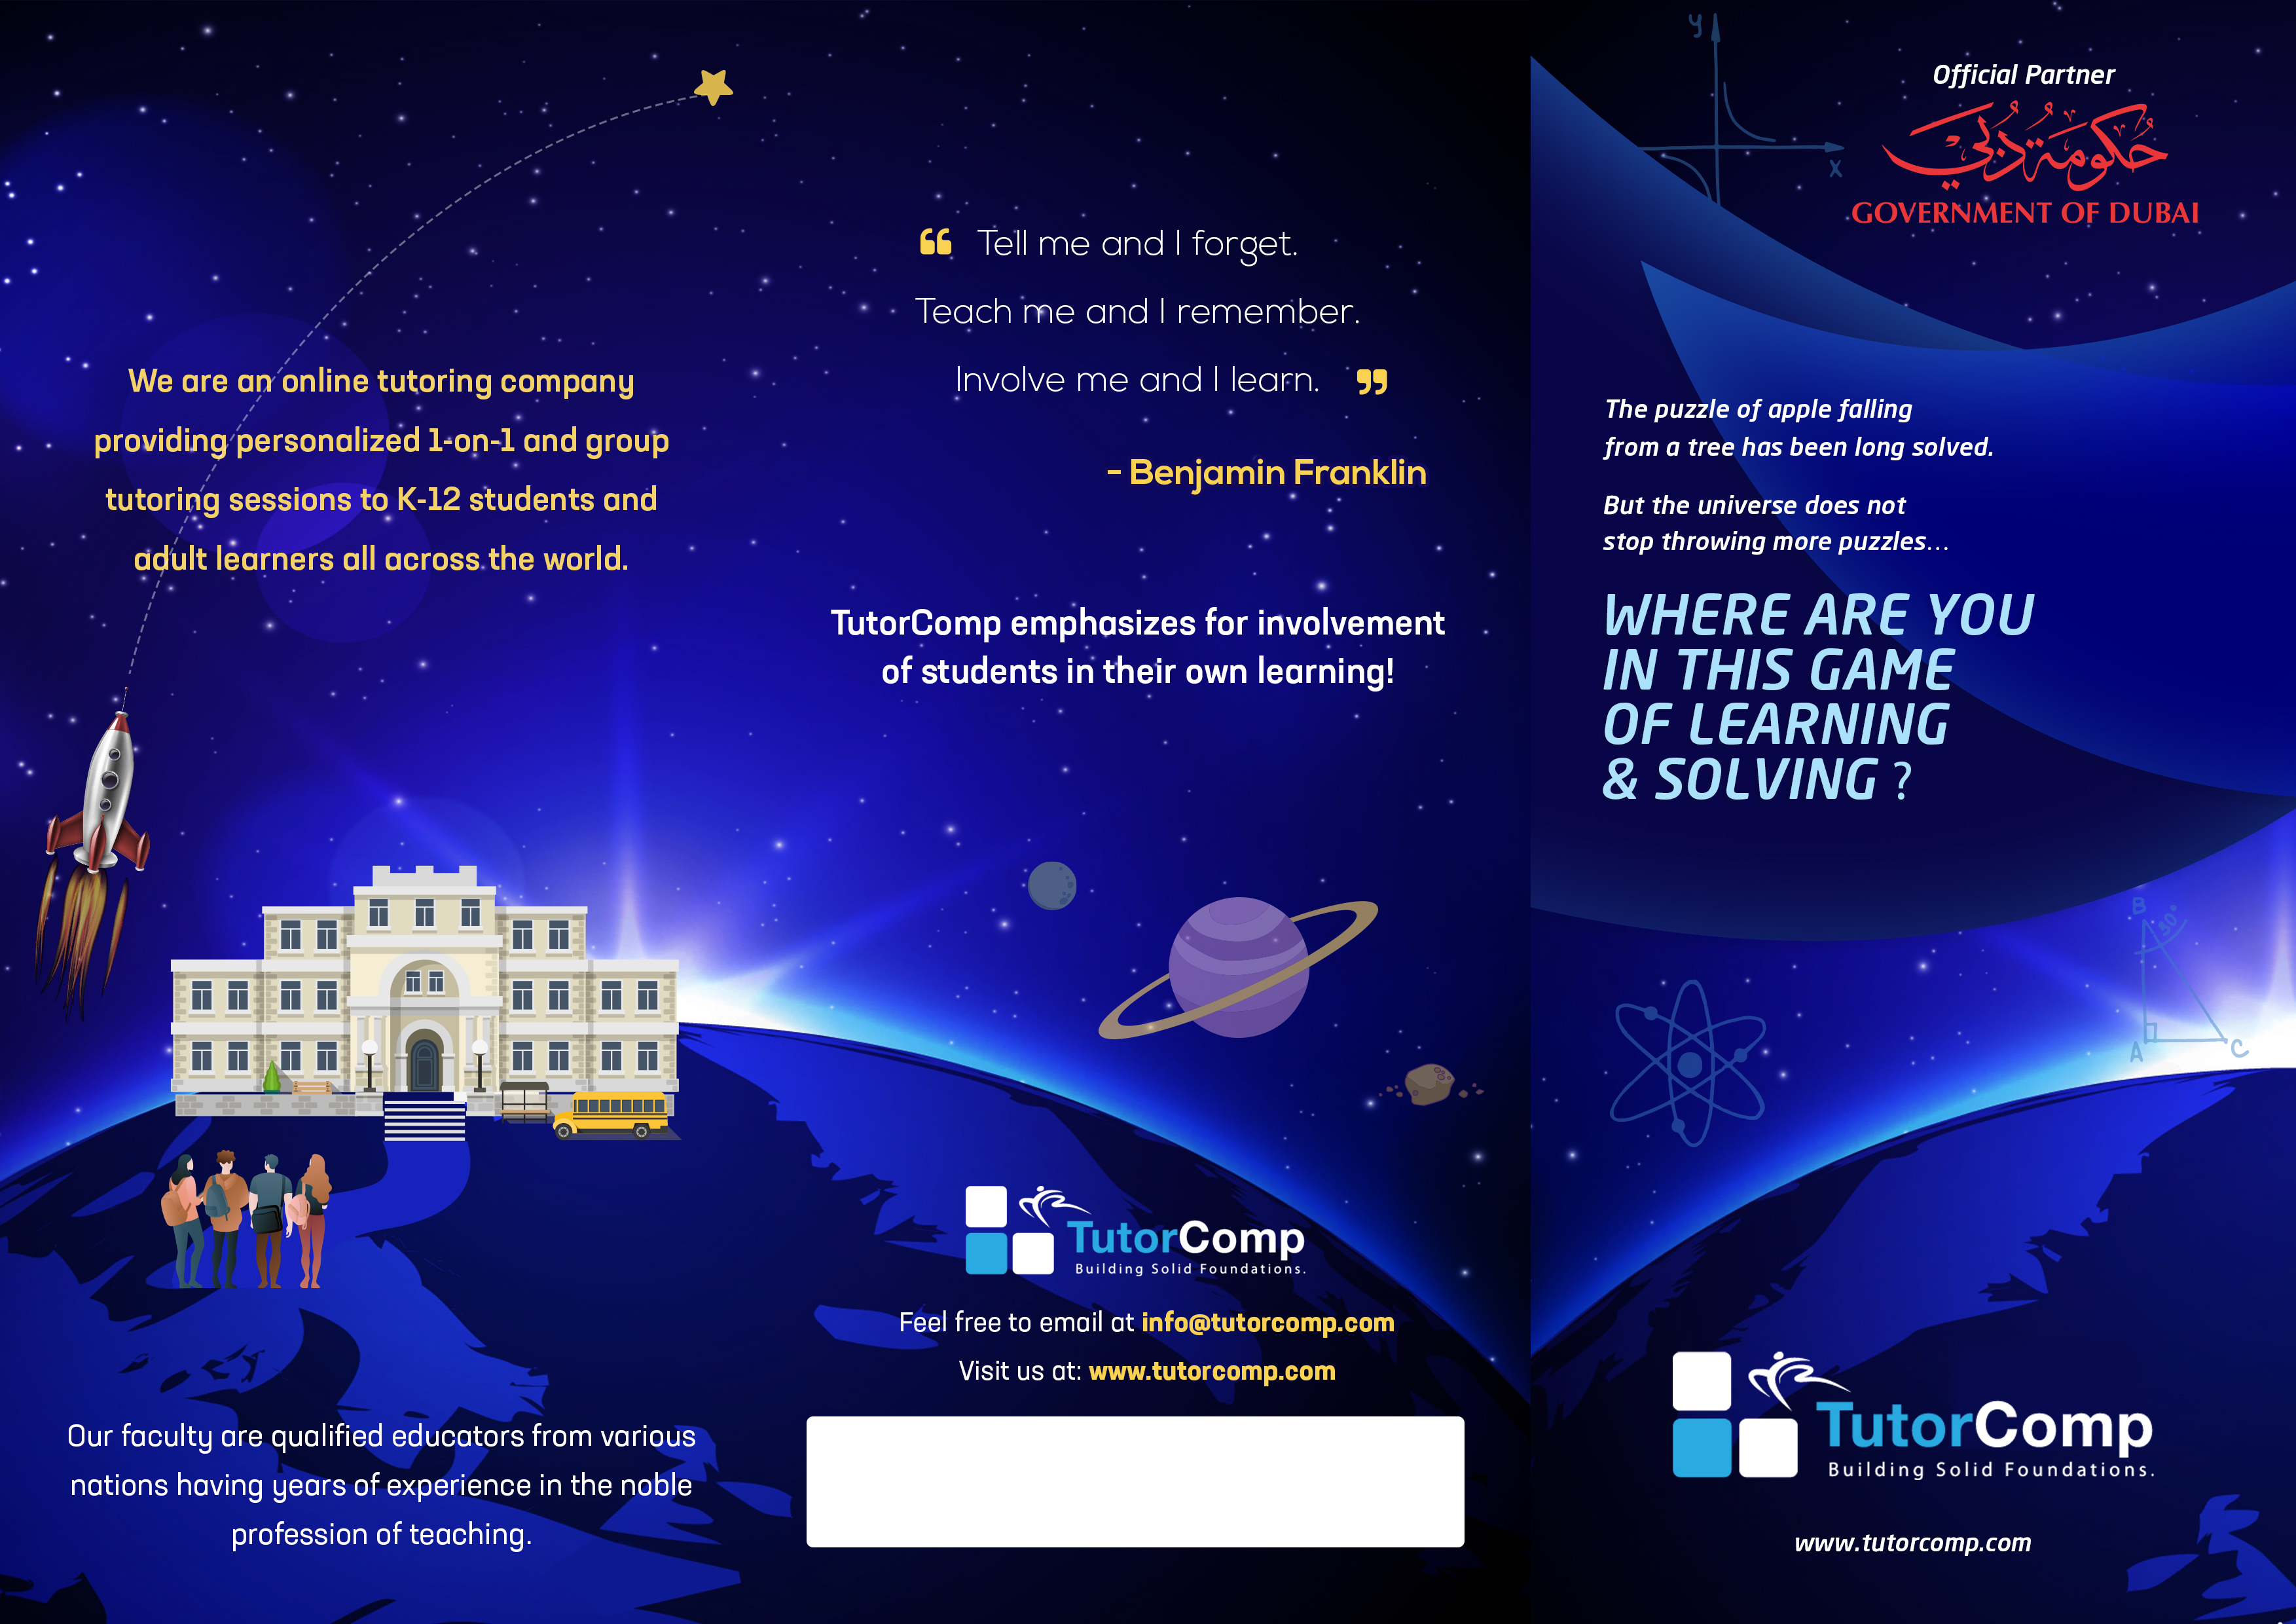 We are an online tutoring company
providing personalized 1-on-1 and group
tutoring sessions to K-12 students and
adult learners all across the world.
Our faculty are qualified educators from various
nations having years of experience in the noble
profession of teaching.
❝ Tell me and I forget.
Teach me and I remember.
Involve me and I learn. ❞
- Benjamin Franklin
TutorComp emphasizes for involvement
of students in their own learning!
TutorComp
Building Solid Foundations.
Feel free to email at info@tutorcomp.com
Visit us at: www.tutorcomp.com
y
x
Official Partner
حكومة دبي
GOVERNMENT OF DUBAI
The puzzle of apple falling
from a tree has been long solved.
But the universe does not
stop throwing more puzzles...
WHERE ARE YOU
IN THIS GAME
OF LEARNING
& SOLVING ?
B
30°
A
C
TutorComp
Building Solid Foundations.
www.tutorcomp.com